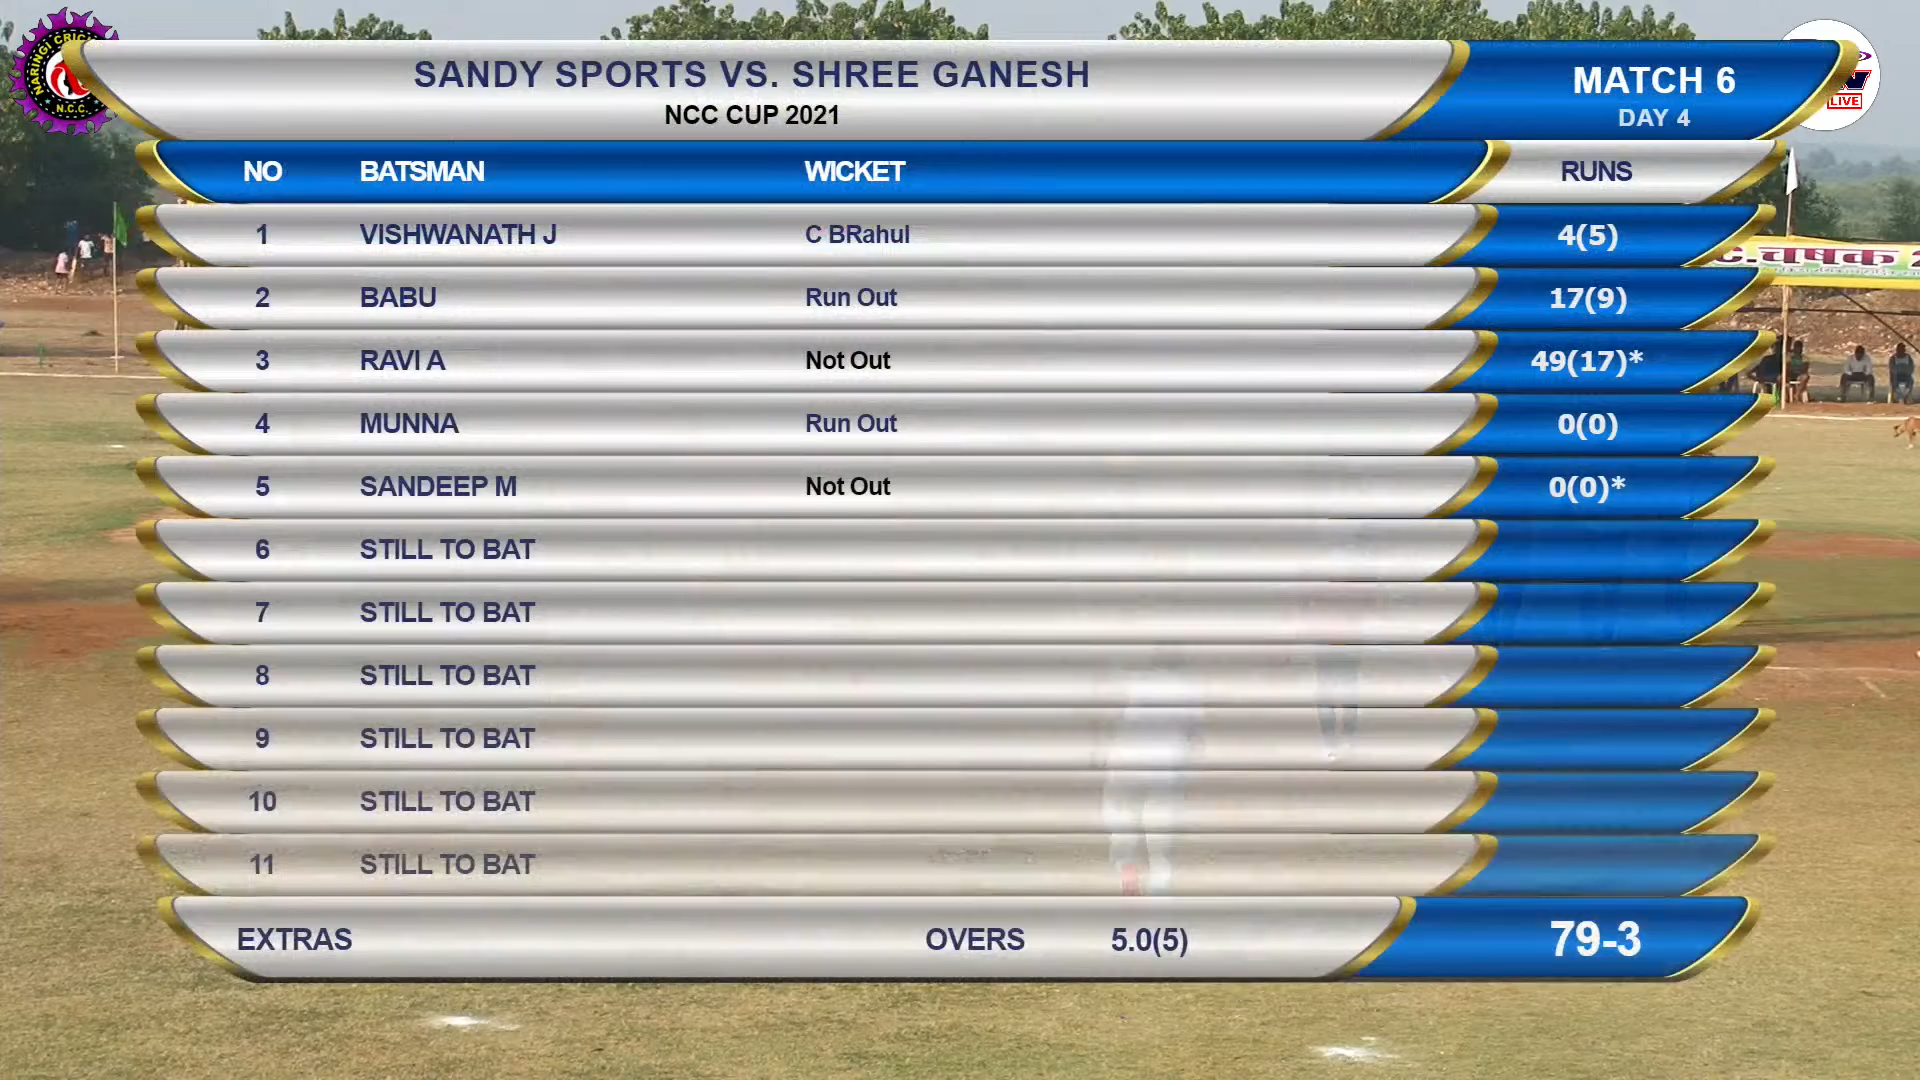 NARINGI CRIC
N.C.C.
SANDY SPORTS VS. SHREE GANESH
NCC CUP 2021
MATCH 6
DAY 4
LIVE
NO BATSMAN WICKET RUNS
1 VISHWANATH J C BRahul 4(5)
2 BABU Run Out 17(9)
3 RAVI A Not Out 49(17)*
4 MUNNA Run Out 0(0)
5 SANDEEP M Not Out 0(0)*
6 STILL TO BAT
7 STILL TO BAT
8 STILL TO BAT
9 STILL TO BAT
10 STILL TO BAT
11 STILL TO BAT
EXTRAS OVERS 5.0(5) 79-3
चषक